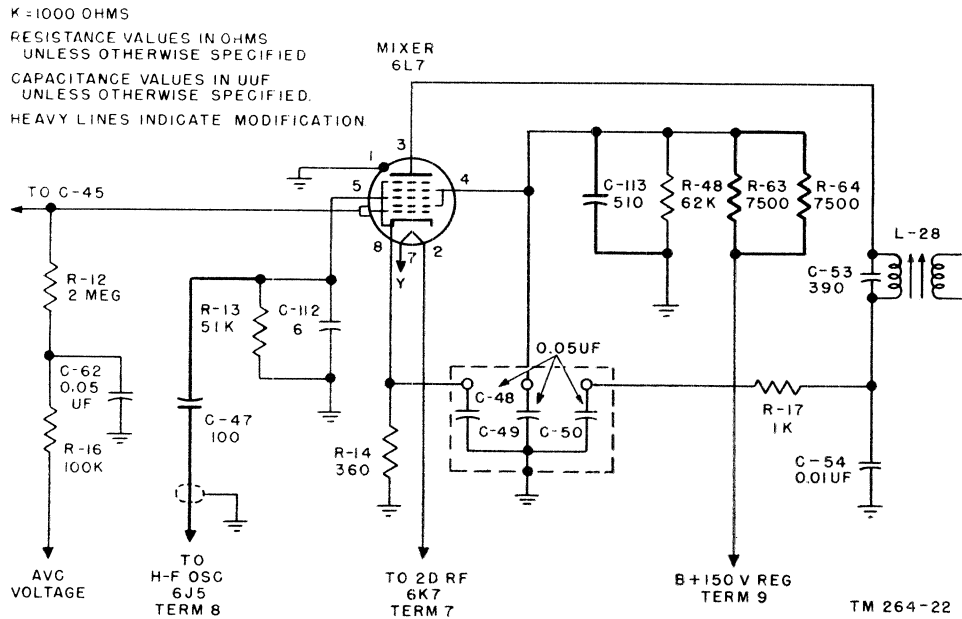 K = 1000 OHMS
RESISTANCE VALUES IN OHMS
UNLESS OTHERWISE SPECIFIED
CAPACITANCE VALUES IN UUF
UNLESS OTHERWISE SPECIFIED.
HEAVY LINES INDICATE MODIFICATION
MIXER
6L7
3
1
5
4
8
7
2
Y
TO C-45
C-113
510
R-48
62K
R-63
7500
R-64
7500
L-28
C-53
390
R-12
2 MEG
R-13
51K
C-112
6
C-62
0.05
UF
C-47
100
R-16
100K
R-14
360
0.05UF
C-48
C-49
C-50
R-17
1K
C-54
0.01UF
AVC
VOLTAGE
TO
H-F OSC
6J5
TERM 8
TO 2D RF
6K7
TERM 7
B+150 V REG
TERM 9
TM 264-22